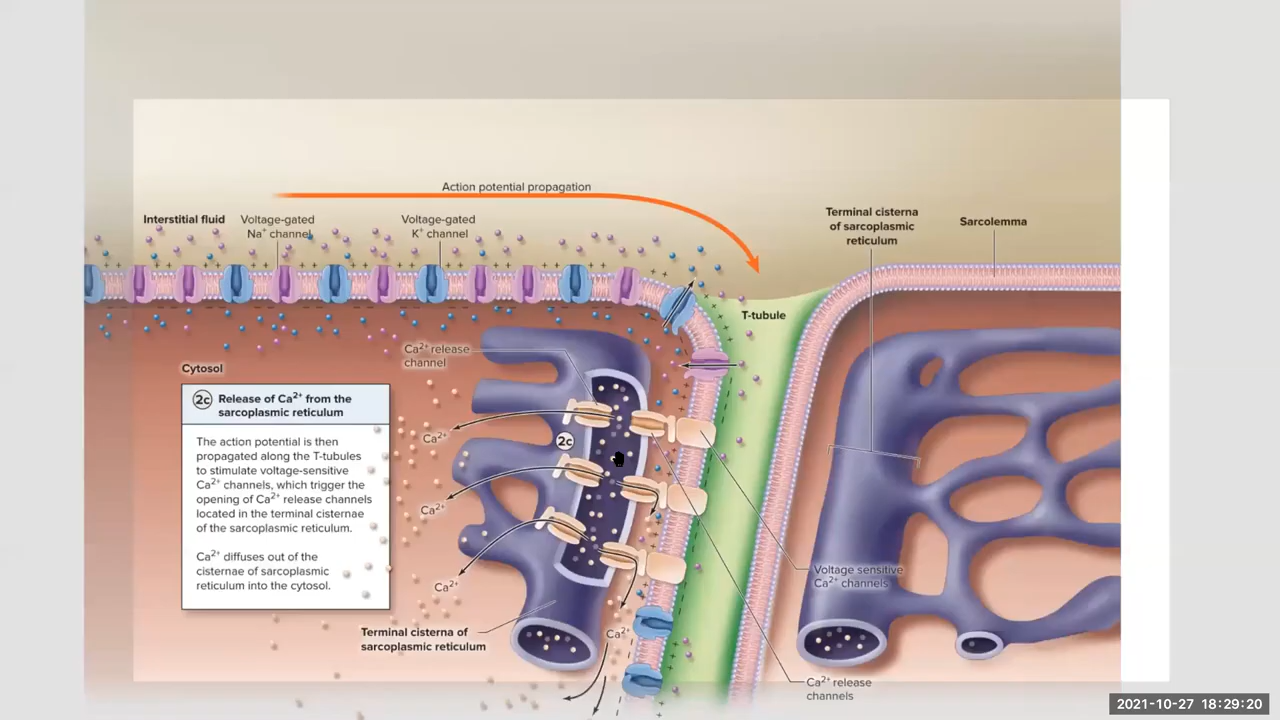 Action potential propagation
Interstitial fluid
Voltage-gated
Na⁺ channel
Voltage-gated
K⁺ channel
Terminal cisterna
of sarcoplasmic
reticulum
Sarcolemma
T-tubule
Ca²⁺ release
channel
Cytosol
2c Release of Ca²⁺ from the
sarcoplasmic reticulum
The action potential is then
propagated along the T-tubules
to stimulate voltage-sensitive
Ca²⁺ channels, which trigger the
opening of Ca²⁺ release channels
located in the terminal cisternae
of the sarcoplasmic reticulum.
Ca²⁺ diffuses out of the
cisternae of sarcoplasmic
reticulum into the cytosol.
Ca²⁺
2c
Ca²⁺
Ca²⁺
Voltage sensitive
Ca²⁺ channels
Terminal cisterna of
sarcoplasmic reticulum
Ca²⁺
Ca²⁺ release
channels
2021-10-27 18:29:20